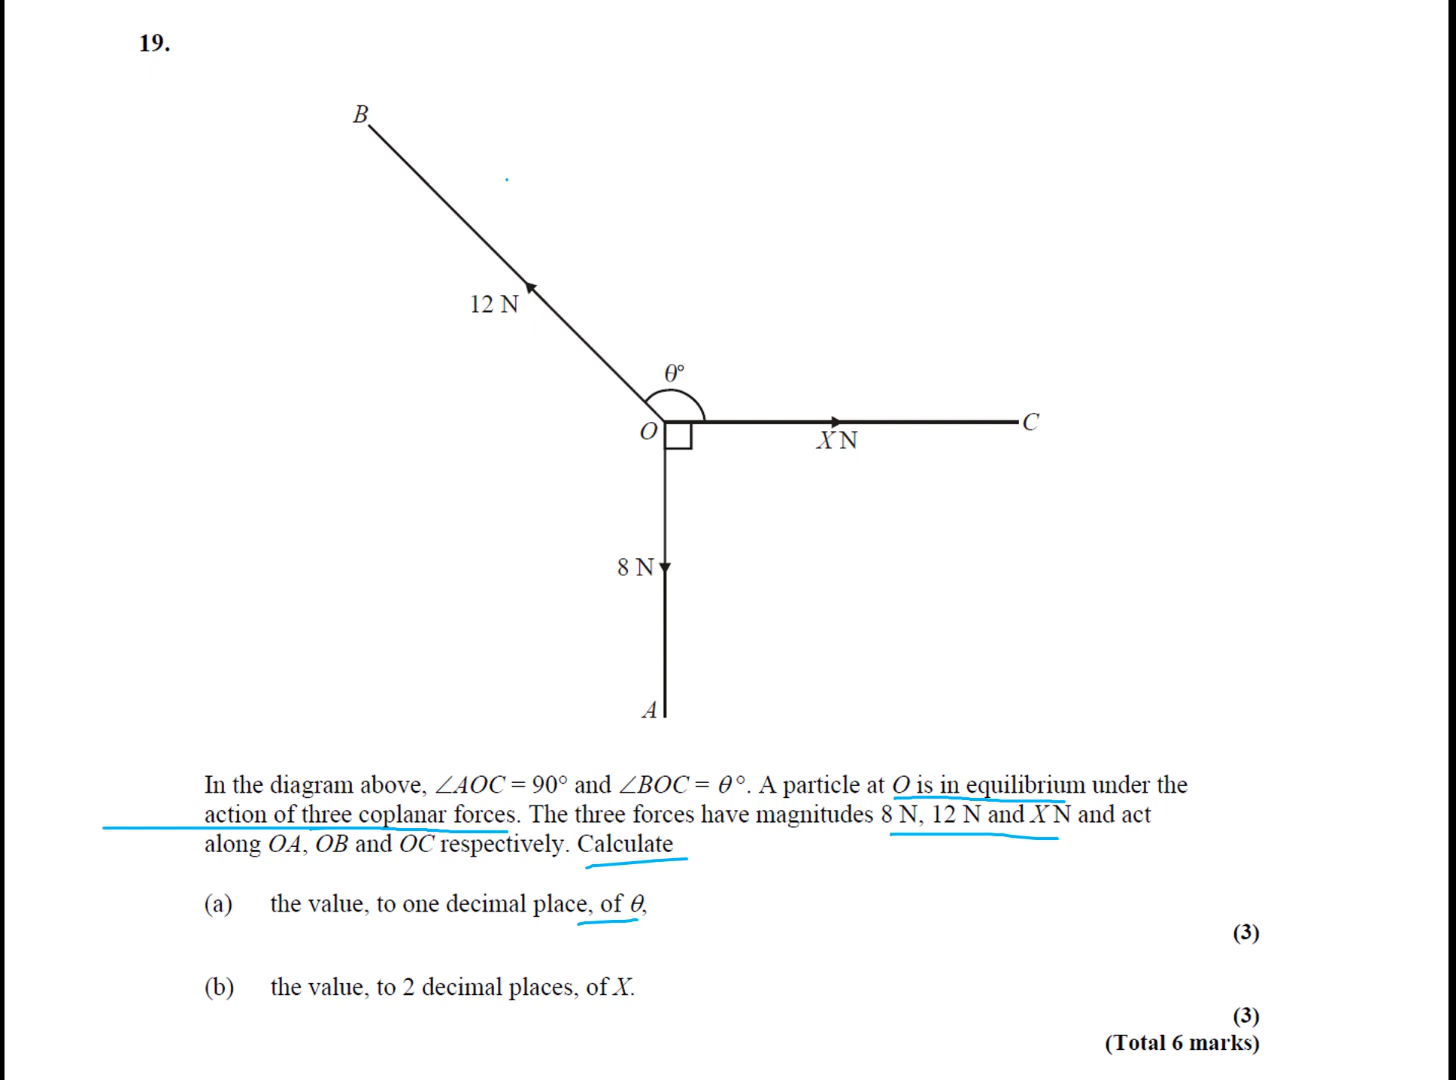 19.
B
12 N
θ°
O
X N
C
8 N
A
In the diagram above, ∠AOC = 90° and ∠BOC = θ°. A particle at O is in equilibrium under the
action of three coplanar forces. The three forces have magnitudes 8 N, 12 N and X N and act
along OA, OB and OC respectively. Calculate
(a) the value, to one decimal place, of θ,
(3)
(b) the value, to 2 decimal places, of X.
(3)
(Total 6 marks)